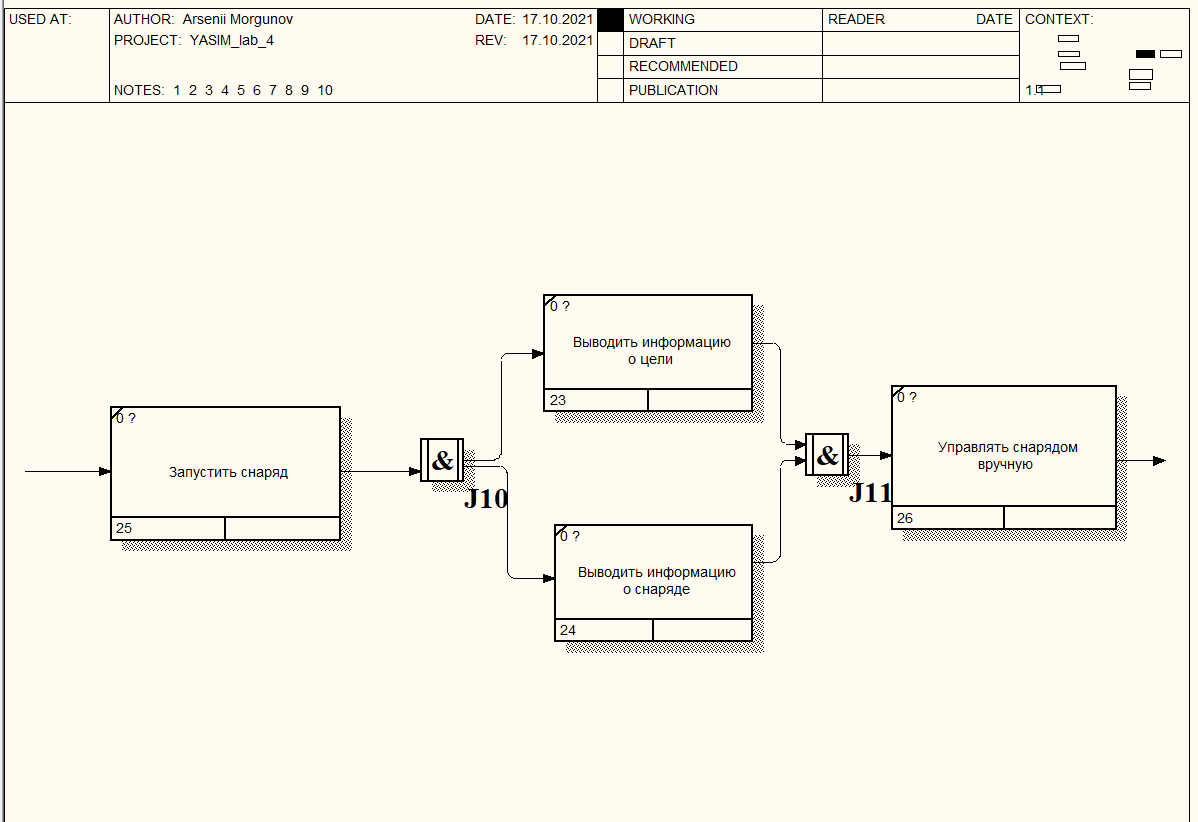 USED AT:
AUTHOR: Arsenii Morgunov
DATE: 17.10.2021
PROJECT: YASIM_lab_4
REV: 17.10.2021
NOTES: 1 2 3 4 5 6 7 8 9 10
WORKING
DRAFT
RECOMMENDED
PUBLICATION
READER
DATE
CONTEXT:
1.1
0 ?
Запустить снаряд
25
&
J10
0 ?
Выводить информацию
о цели
23
0 ?
Выводить информацию
о снаряде
24
&
J11
0 ?
Управлять снарядом
вручную
26